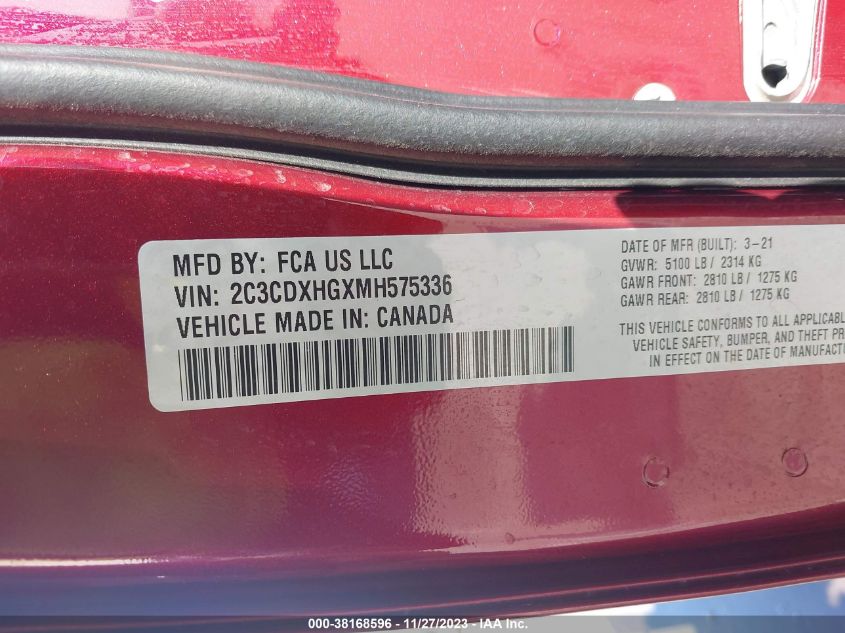 MFD BY: FCA US LLC
VIN: 2C3CDXHGXMH575336
VEHICLE MADE IN: CANADA
DATE OF MFR (BUILT): 3-21
GVWR: 5100 LB / 2314 KG
GAWR FRONT: 2810 LB / 1275 KG
GAWR REAR: 2810 LB / 1275 KG
THIS VEHICLE CONFORMS TO ALL APPLICABL
VEHICLE SAFETY, BUMPER, AND THEFT PR
IN EFFECT ON THE DATE OF MANUFACT
000-38168596 - 11/27/2023 - IAA Inc.